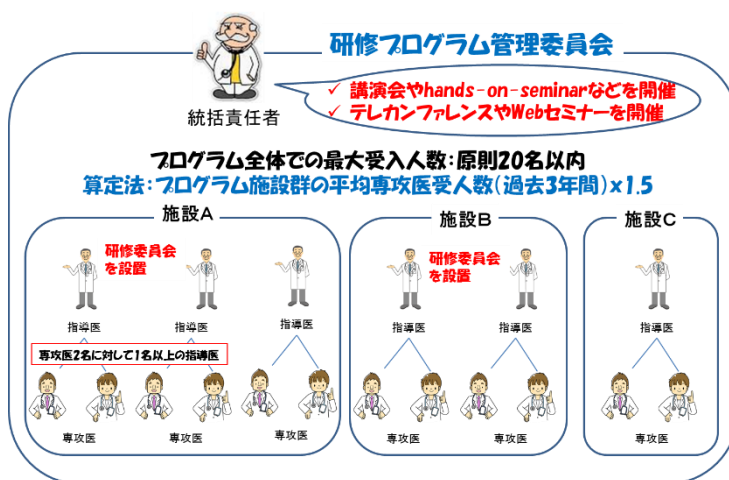 研修プログラム管理委員会
✓ 講演会やhands-on-seminarなどを開催
✓ テレカンファレンスやWebセミナーを開催
統括責任者
プログラム全体での最大受入人数:原則20名以内
算定法:プログラム施設群の平均専攻医受人数(過去3年間)x1.5
施設A
研修委員会
を設置
指導医
指導医
指導医
専攻医2名に対して1名以上の指導医
専攻医
専攻医
専攻医
施設B
研修委員会
を設置
指導医
指導医
専攻医
専攻医
施設C
指導医
専攻医